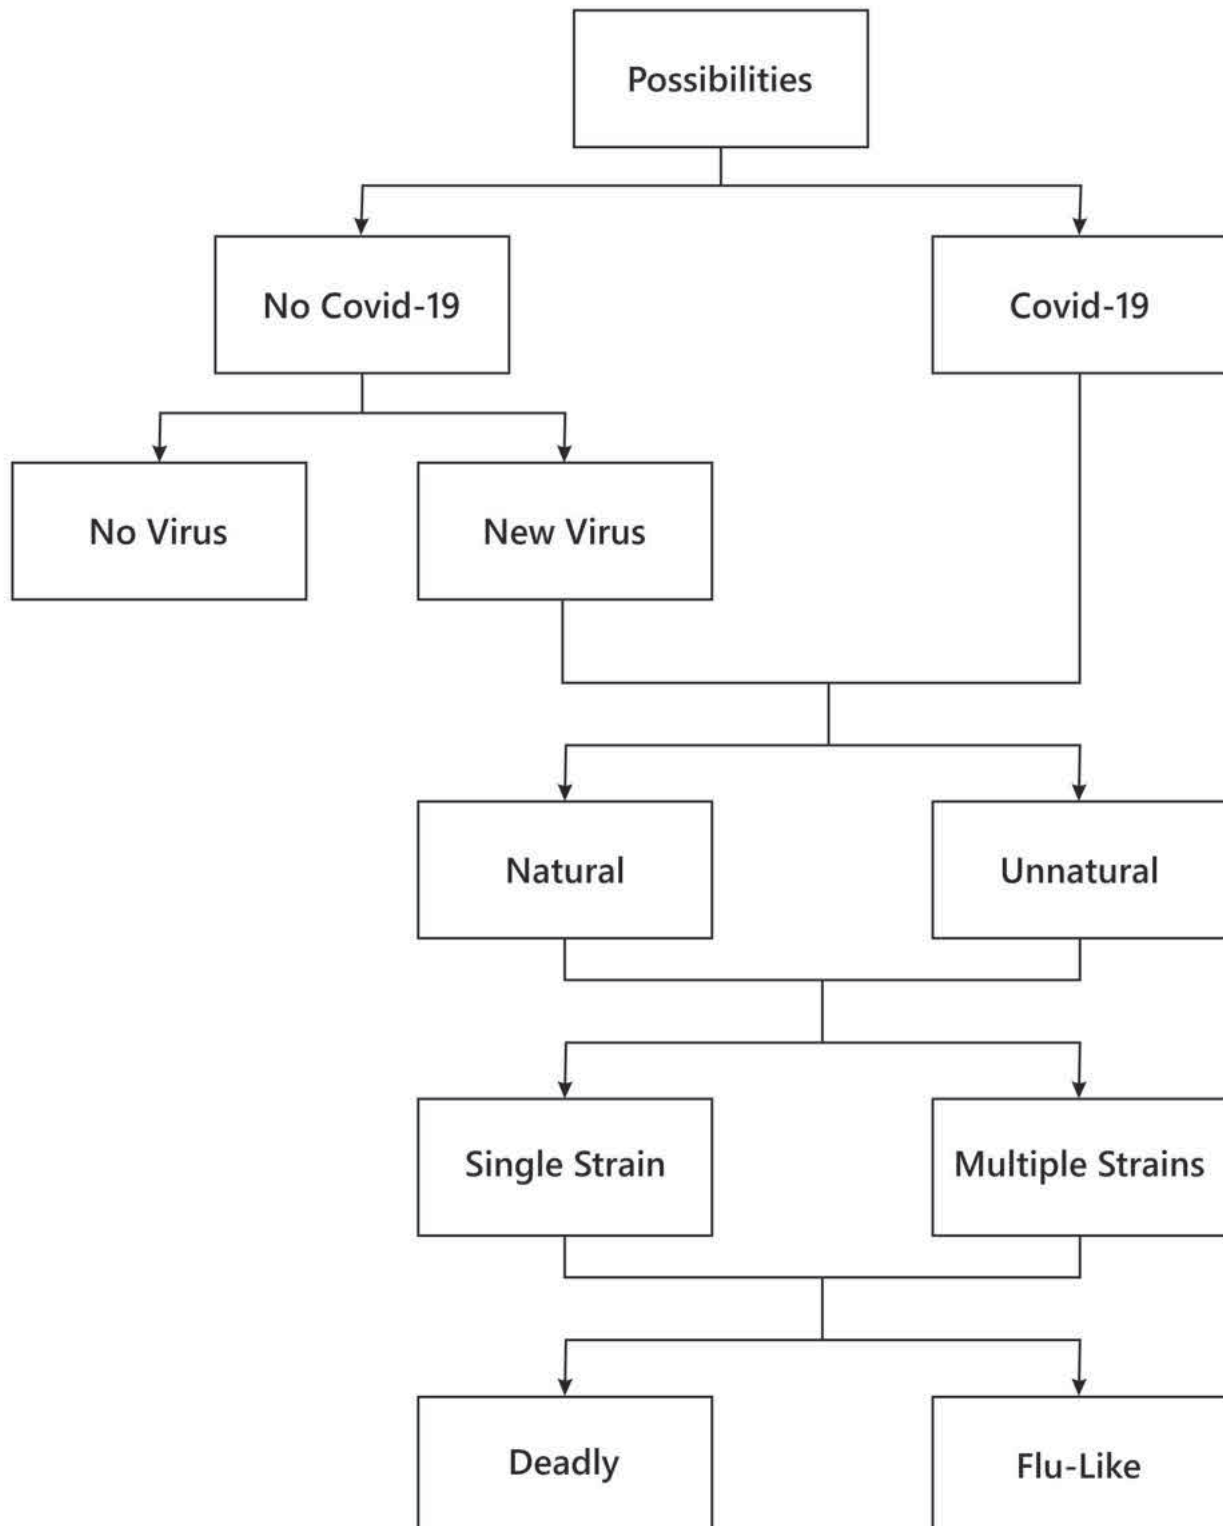 Possibilities
No Covid-19
Covid-19
No Virus
New Virus
Natural
Unnatural
Single Strain
Multiple Strains
Deadly
Flu-Like